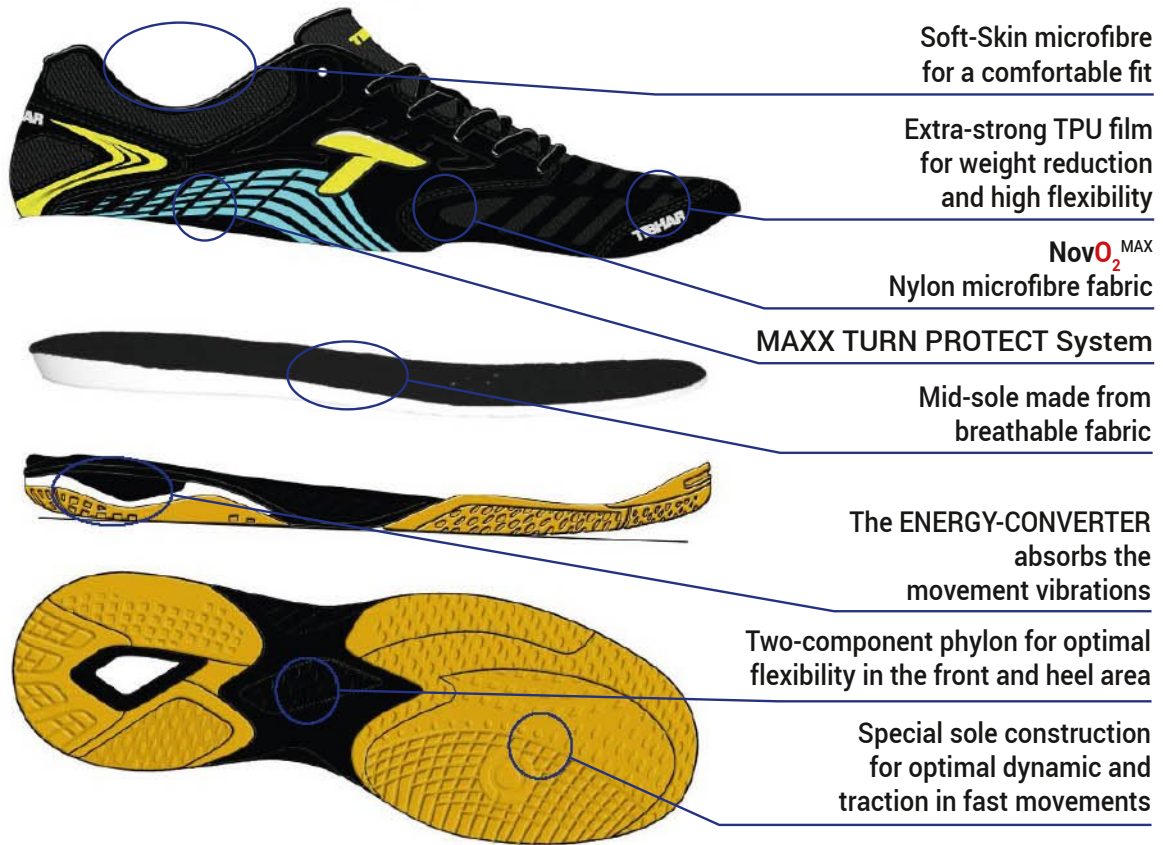 TIBHAR
AR
TIBHAR
Soft-Skin microfibre
for a comfortable fit
Extra-strong TPU film
for weight reduction
and high flexibility
NovO₂ᴹᴬˣ
Nylon microfibre fabric
MAXX TURN PROTECT System
Mid-sole made from
breathable fabric
The ENERGY-CONVERTER
absorbs the
movement vibrations
Two-component phylon for optimal
flexibility in the front and heel area
Special sole construction
for optimal dynamic and
traction in fast movements